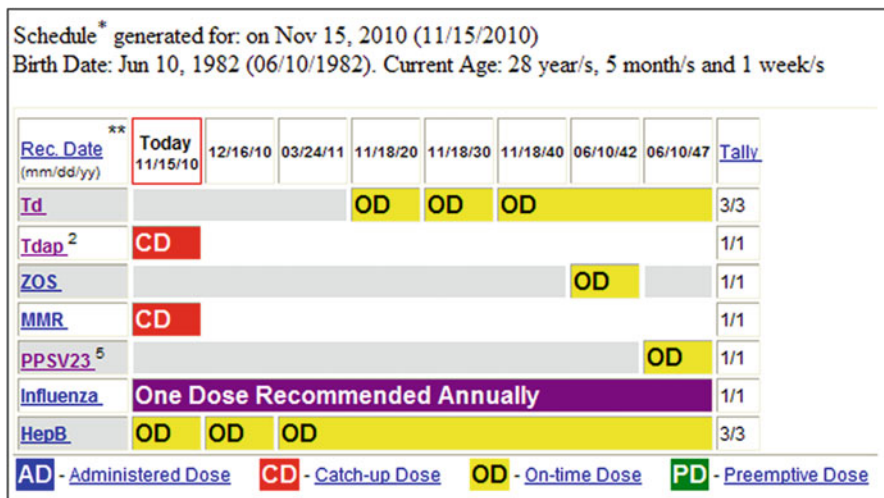 Schedule* generated for: on Nov 15, 2010 (11/15/2010)
Birth Date: Jun 10, 1982 (06/10/1982). Current Age: 28 year/s, 5 month/s and 1 week/s
Rec. Date ** (mm/dd/yy) Today 11/15/10 12/16/10 03/24/11 11/18/20 11/18/30 11/18/40 06/10/42 06/10/47 Tally
Td OD OD OD 3/3
Tdap 2 CD 1/1
ZOS OD 1/1
MMR CD 1/1
PPSV23 5 OD 1/1
Influenza One Dose Recommended Annually 1/1
HepB OD OD OD 3/3
AD - Administered Dose CD - Catch-up Dose OD - On-time Dose PD - Preemptive Dose